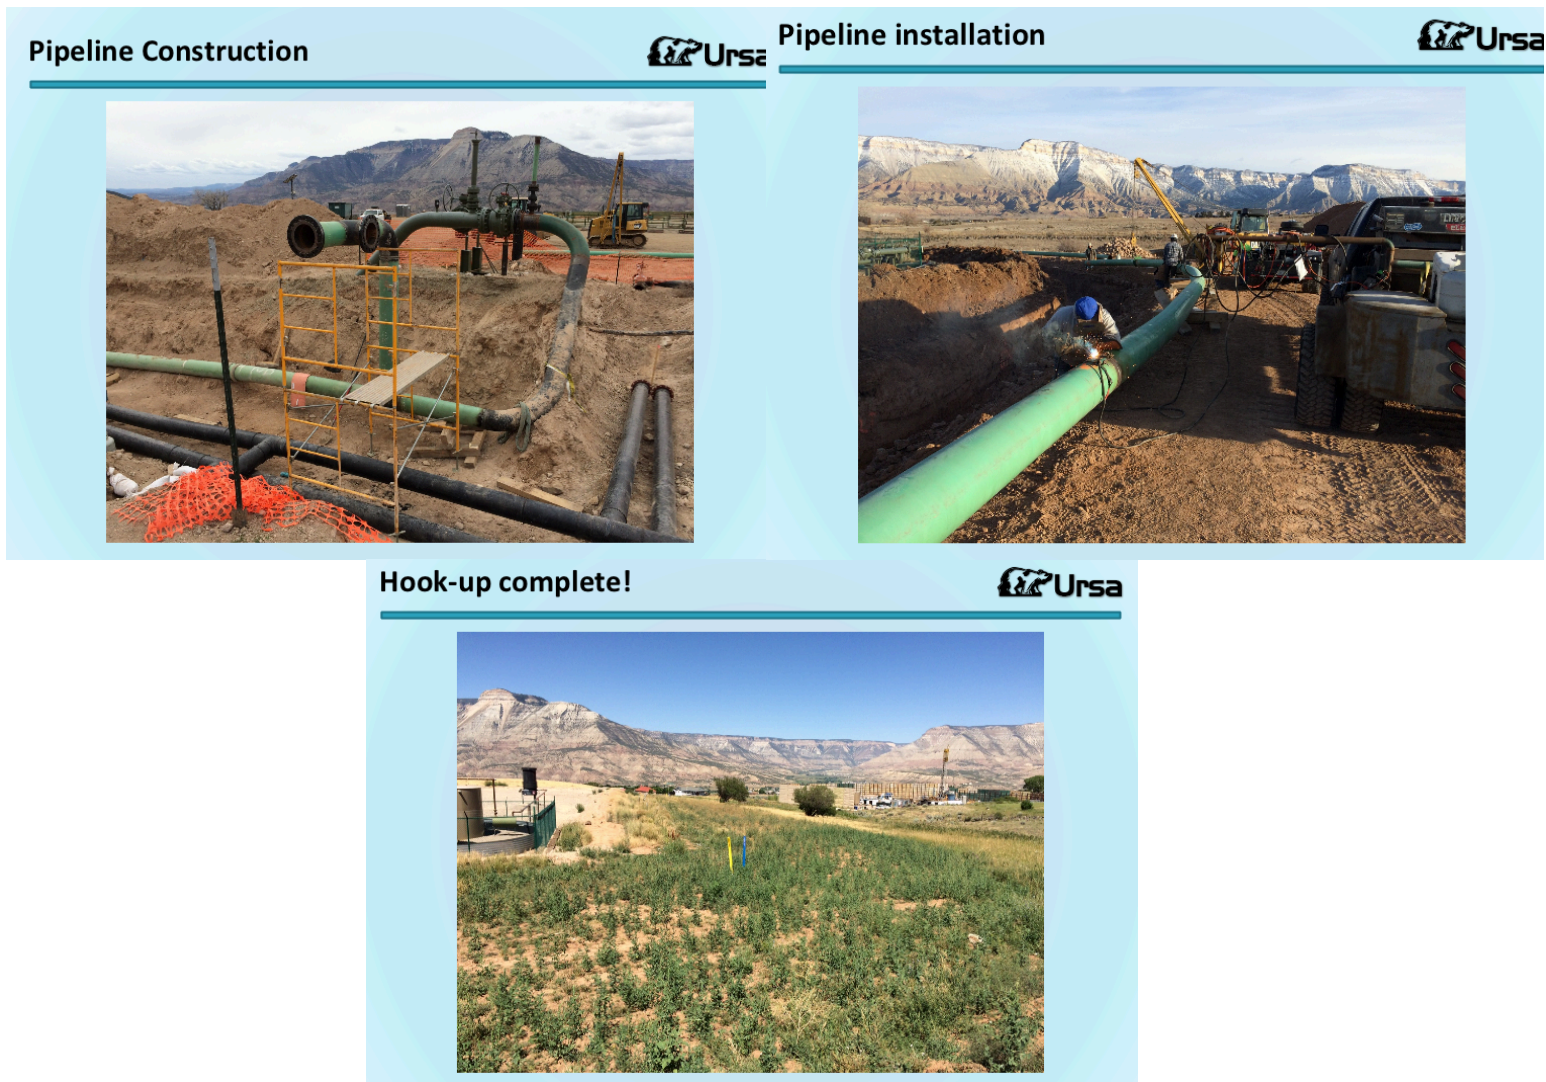 Pipeline Construction
Ursa
Pipeline installation
Ursa
Hook-up complete!
Ursa